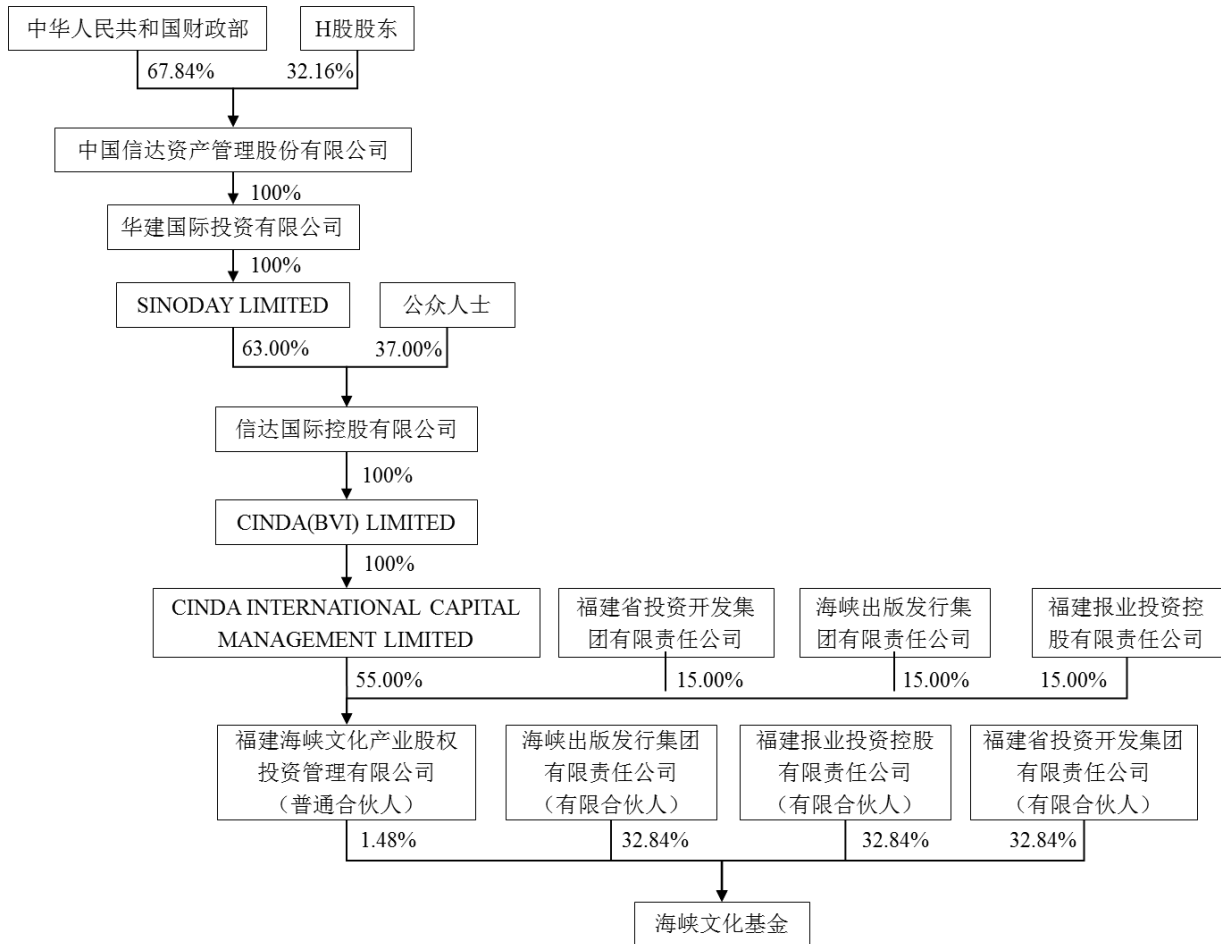 中华人民共和国财政部
H股股东
67.84%
32.16%
中国信达资产管理股份有限公司
100%
华建国际投资有限公司
100%
SINODAY LIMITED
公众人士
63.00%
37.00%
信达国际控股有限公司
100%
CINDA(BVI) LIMITED
100%
CINDA INTERNATIONAL CAPITAL
MANAGEMENT LIMITED
福建省投资开发集
团有限责任公司
海峡出版发行集
团有限责任公司
福建报业投资控
股有限责任公司
55.00%
15.00%
15.00%
15.00%
福建海峡文化产业股权
投资管理有限公司
（普通合伙人）
海峡出版发行集团
有限责任公司
（有限合伙人）
福建报业投资控股
有限责任公司
（有限合伙人）
福建省投资开发集团
有限责任公司
（有限合伙人）
1.48%
32.84%
32.84%
32.84%
海峡文化基金